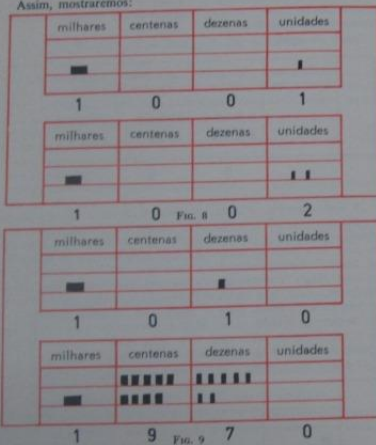 Assim, mostraremos:
milhares centenas dezenas unidades
1 0 0 1
milhares centenas dezenas unidades
1 0 Fig. 8 0 2
milhares centenas dezenas unidades
1 0 1 0
milhares centenas dezenas unidades
1 9 Fig. 9 7 0